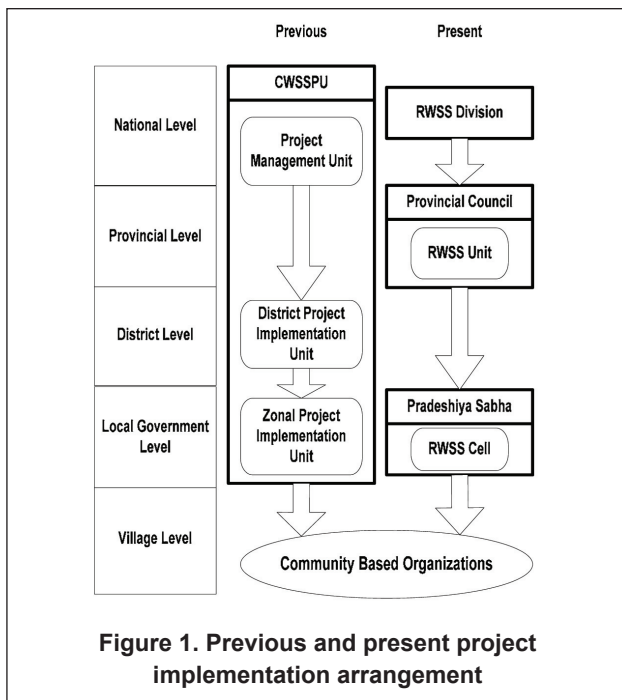 Previous
Present
CWSSPU
National Level
RWSS Division
Project
Management Unit
Provincial Council
Provincial Level
RWSS Unit
District Project
Implementation
Unit
District Level
Pradeshiya Sabha
Local Government
Level
Zonal Project
Implementation
Unit
RWSS Cell
Village Level
Community Based Organizations
Figure 1. Previous and present project
implementation arrangement